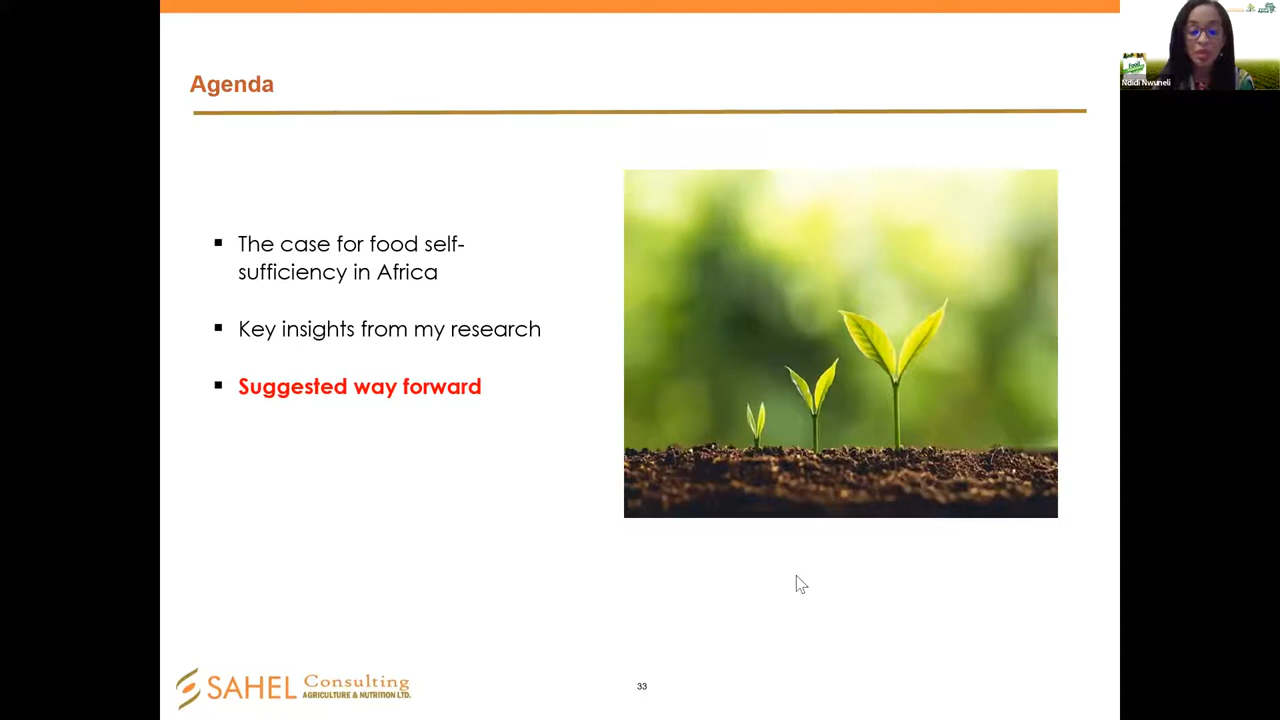 Agenda
▪ The case for food self-
sufficiency in Africa
▪ Key insights from my research
▪ Suggested way forward
SAHEL Consulting
AGRICULTURE & NUTRITION LTD.
33
Food
Ndidi Nwuneli